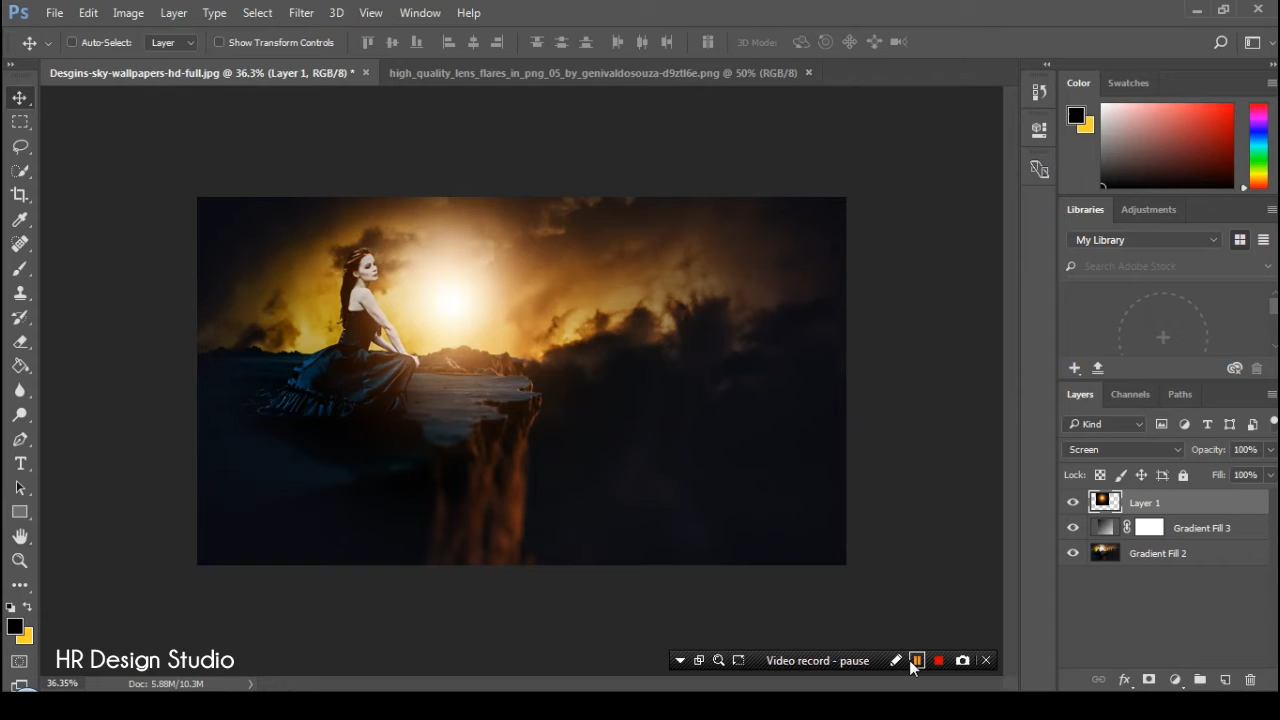 Ps File Edit Image Layer Type Select Filter 3D View Window Help
Auto-Select: Layer Show Transform Controls 3D Mode:
Desgins-sky-wallpapers-hd-full.jpg @ 36.3% (Layer 1, RGB/8) * × high_quality_lens_flares_in_png_05_by_genivaldosouza-d9ztl6e.png @ 50% (RGB/8) ×
Color Swatches
Libraries Adjustments
My Library
Search Adobe Stock
Layers Channels Paths
Kind
Screen Opacity: 100%
Lock: Fill: 100%
Layer 1
Gradient Fill 3
Gradient Fill 2
HR Design Studio
Video record - pause
36.35% Doc: 5.88M/10.3M